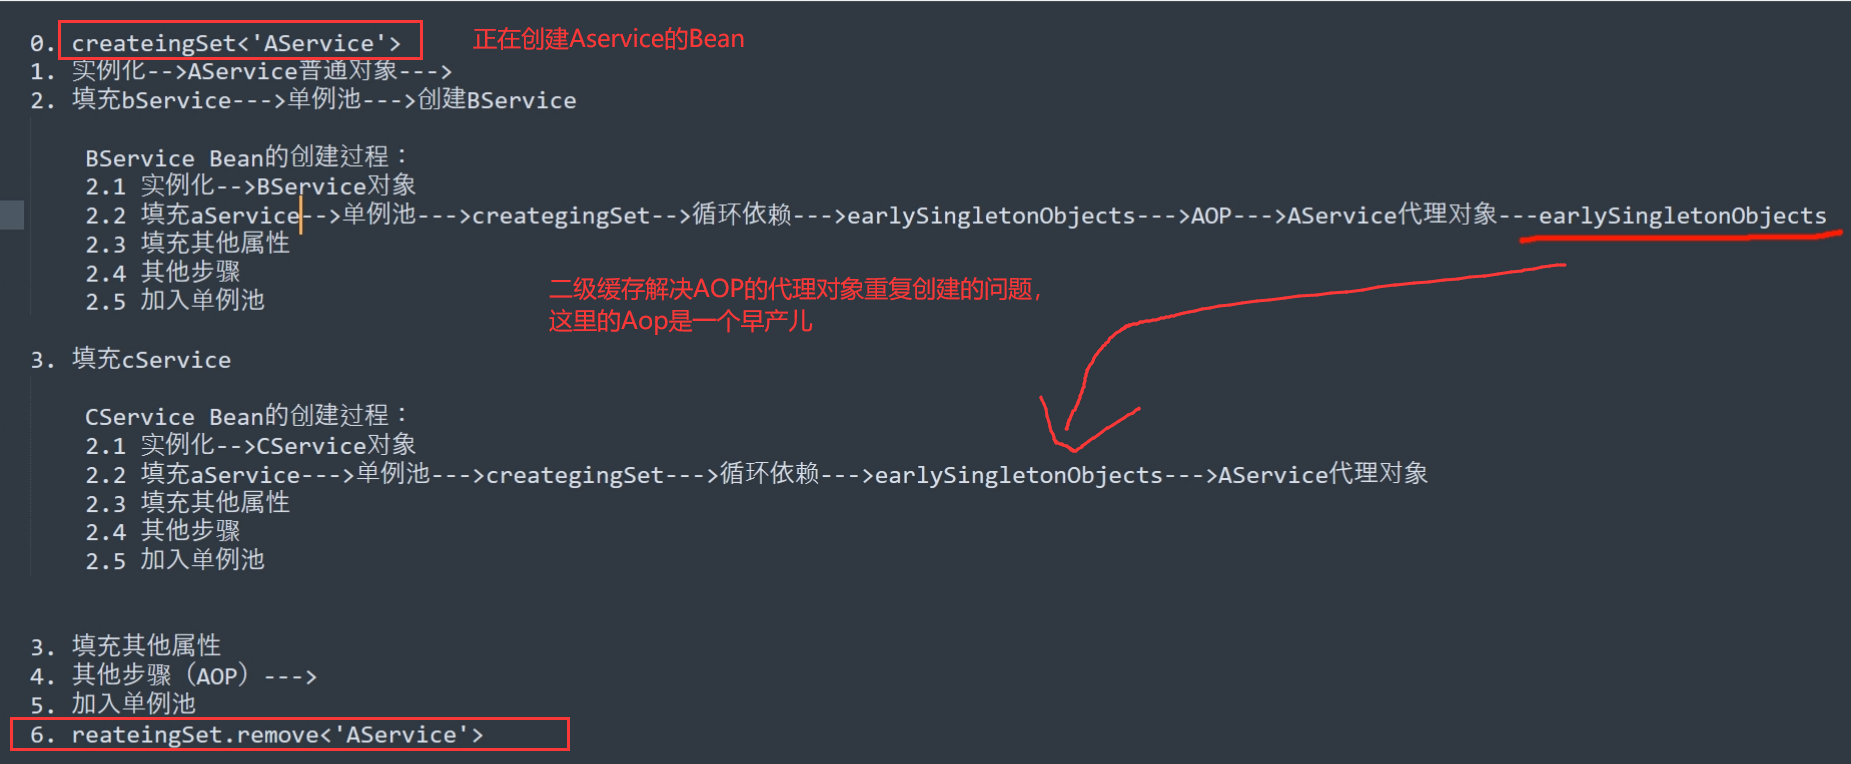 0. createingSet<'AService'>
正在创建Aservice的Bean
1. 实例化-->AService普通对象--->
2. 填充bService--->单例池--->创建BService
BService Bean的创建过程：
2.1 实例化-->BService对象
2.2 填充aService-->单例池--->creategingSet-->循环依赖--->earlySingletonObjects--->AOP--->AService代理对象---earlySingletonObjects
2.3 填充其他属性
2.4 其他步骤
2.5 加入单例池
二级缓存解决AOP的代理对象重复创建的问题，
这里的Aop是一个早产儿
3. 填充cService
CService Bean的创建过程：
2.1 实例化-->CService对象
2.2 填充aService--->单例池--->creategingSet--->循环依赖--->earlySingletonObjects--->AService代理对象
2.3 填充其他属性
2.4 其他步骤
2.5 加入单例池
3. 填充其他属性
4. 其他步骤（AOP）--->
5. 加入单例池
6. reateingSet.remove<'AService'>